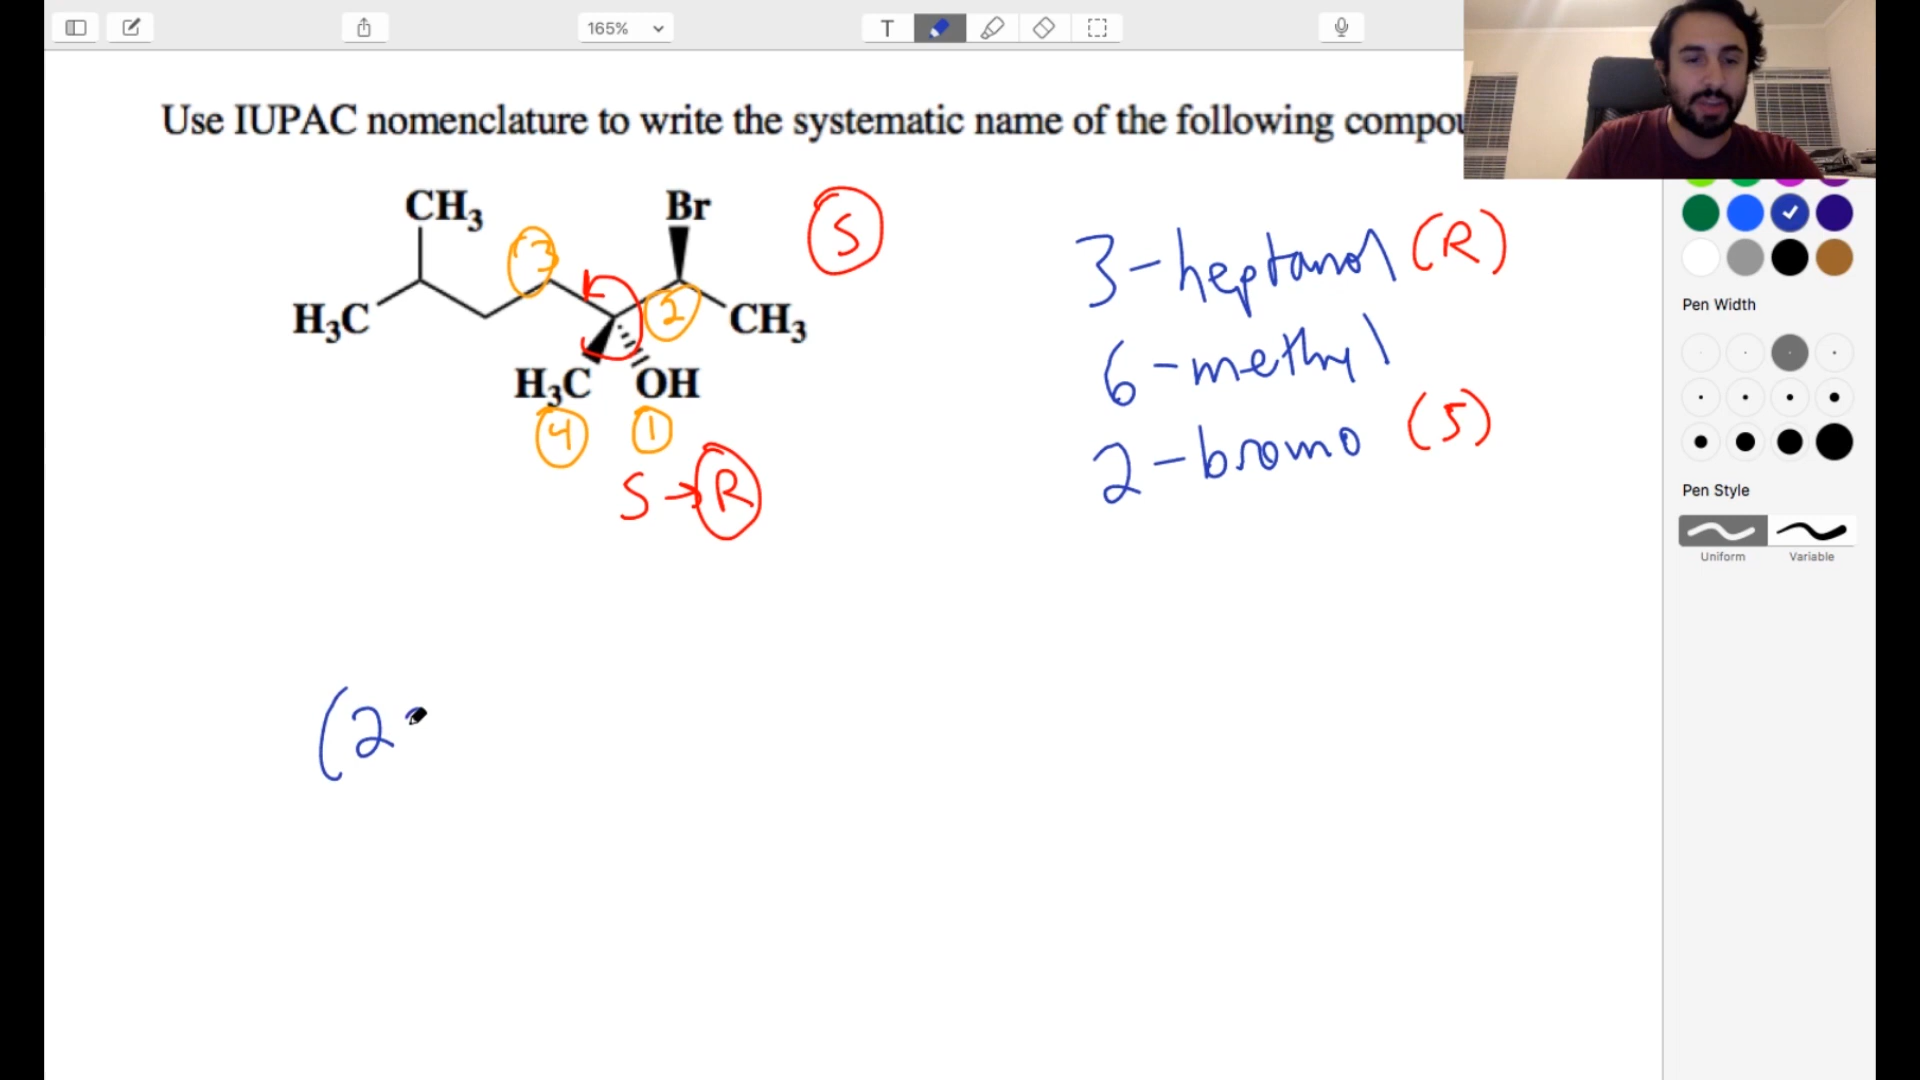 165%
T
Use IUPAC nomenclature to write the systematic name of the following compou
CH3
Br
S
3-heptanol (R)
3
H3C
2
CH3
6-methyl
H3C
OH
4
1
2-bromo (S)
S → R
(2
Pen Width
Pen Style
Uniform
Variable